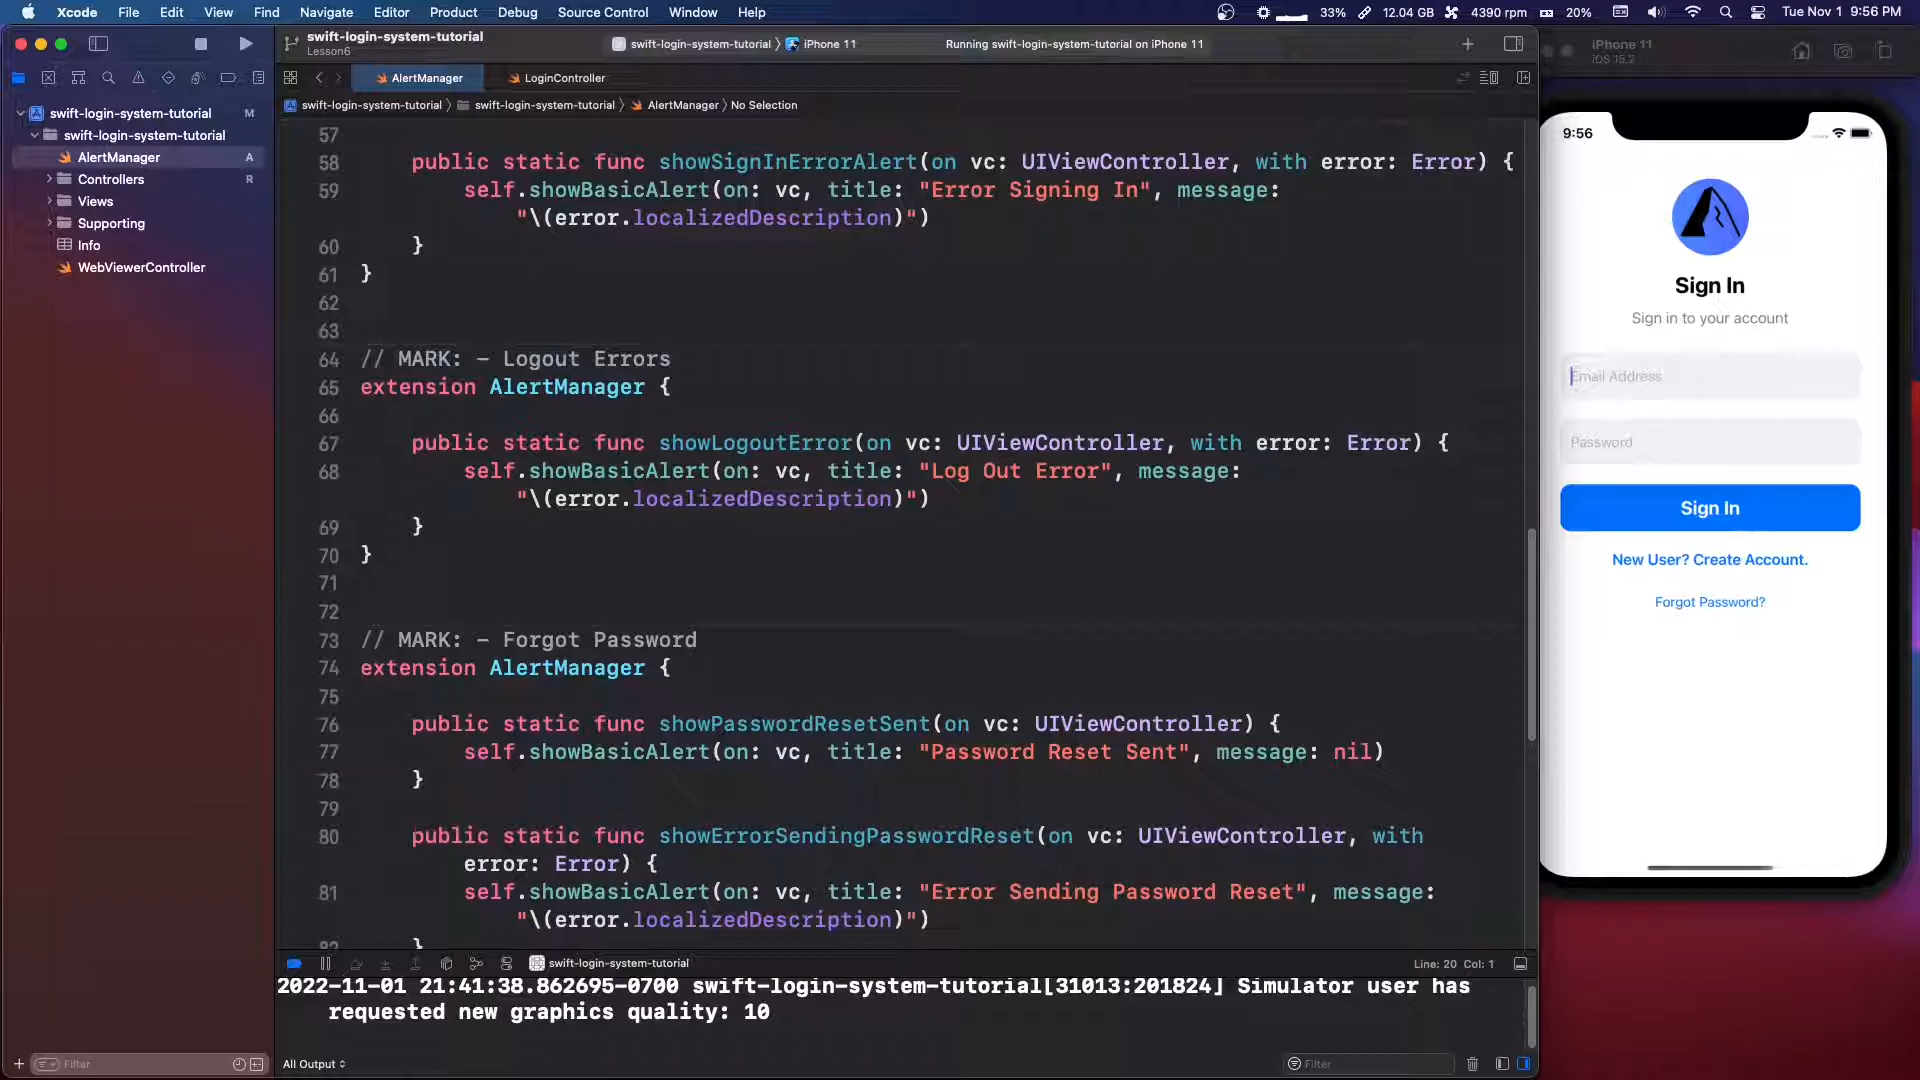 Xcode File Edit View Find Navigate Editor Product Debug Source Control Window Help 33% 12.04 GB 4390 rpm 20% Tue Nov 1 9:56 PM
swift-login-system-tutorial
Lesson6
swift-login-system-tutorial iPhone 11 Running swift-login-system-tutorial on iPhone 11
iPhone 11
iOS 15.2
AlertManager LoginController
swift-login-system-tutorial swift-login-system-tutorial AlertManager No Selection
swift-login-system-tutorial M
swift-login-system-tutorial
AlertManager A
Controllers R
Views
Supporting
Info
WebViewerController
57
58 public static func showSignInErrorAlert(on vc: UIViewController, with error: Error) {
59 self.showBasicAlert(on: vc, title: "Error Signing In", message:
"\(error.localizedDescription)")
60 }
61 }
62
63
64 // MARK: - Logout Errors
65 extension AlertManager {
66
67 public static func showLogoutError(on vc: UIViewController, with error: Error) {
68 self.showBasicAlert(on: vc, title: "Log Out Error", message:
"\(error.localizedDescription)")
69 }
70 }
71
72
73 // MARK: - Forgot Password
74 extension AlertManager {
75
76 public static func showPasswordResetSent(on vc: UIViewController) {
77 self.showBasicAlert(on: vc, title: "Password Reset Sent", message: nil)
78 }
79
80 public static func showErrorSendingPasswordReset(on vc: UIViewController, with
error: Error) {
81 self.showBasicAlert(on: vc, title: "Error Sending Password Reset", message:
"\(error.localizedDescription)")
82 }
swift-login-system-tutorial Line: 20 Col: 1
2022-11-01 21:41:38.862695-0700 swift-login-system-tutorial[31013:201824] Simulator user has
requested new graphics quality: 10
Filter All Output Filter
9:56
Sign In
Sign in to your account
Email Address
Password
Sign In
New User? Create Account.
Forgot Password?